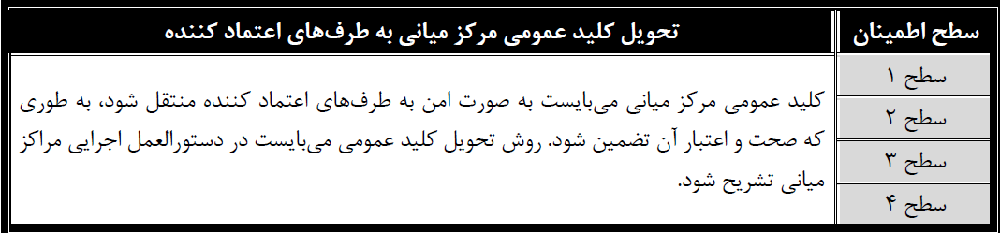 سطح اطمینان
تحویل کلید عمومی مرکز میانی به طرف‌های اعتماد کننده
سطح ۱
سطح ۲
سطح ۳
سطح ۴
کلید عمومی مرکز میانی می‌بایست به صورت امن به طرف‌های اعتماد کننده منتقل شود، به طوری
که صحت و اعتبار آن تضمین شود. روش تحویل کلید عمومی می‌بایست در دستورالعمل اجرایی مراکز
میانی تشریح شود.